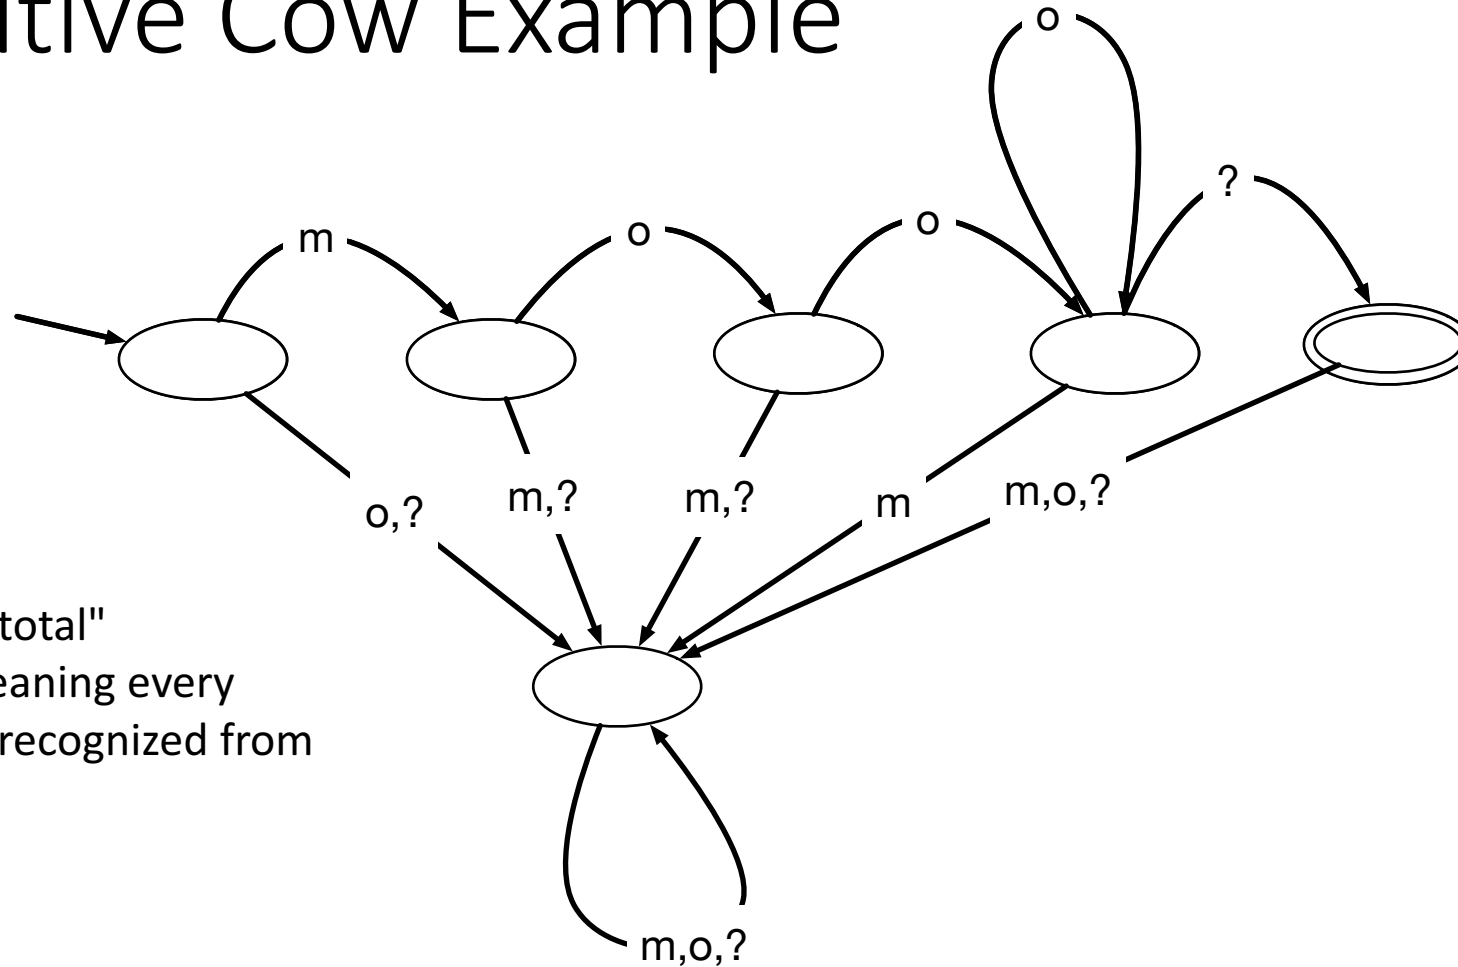 itive Cow Example
o
?
m
o
o
o,?
m,?
m,?
m
m,o,?
total"
eaning every
recognized from
m,o,?